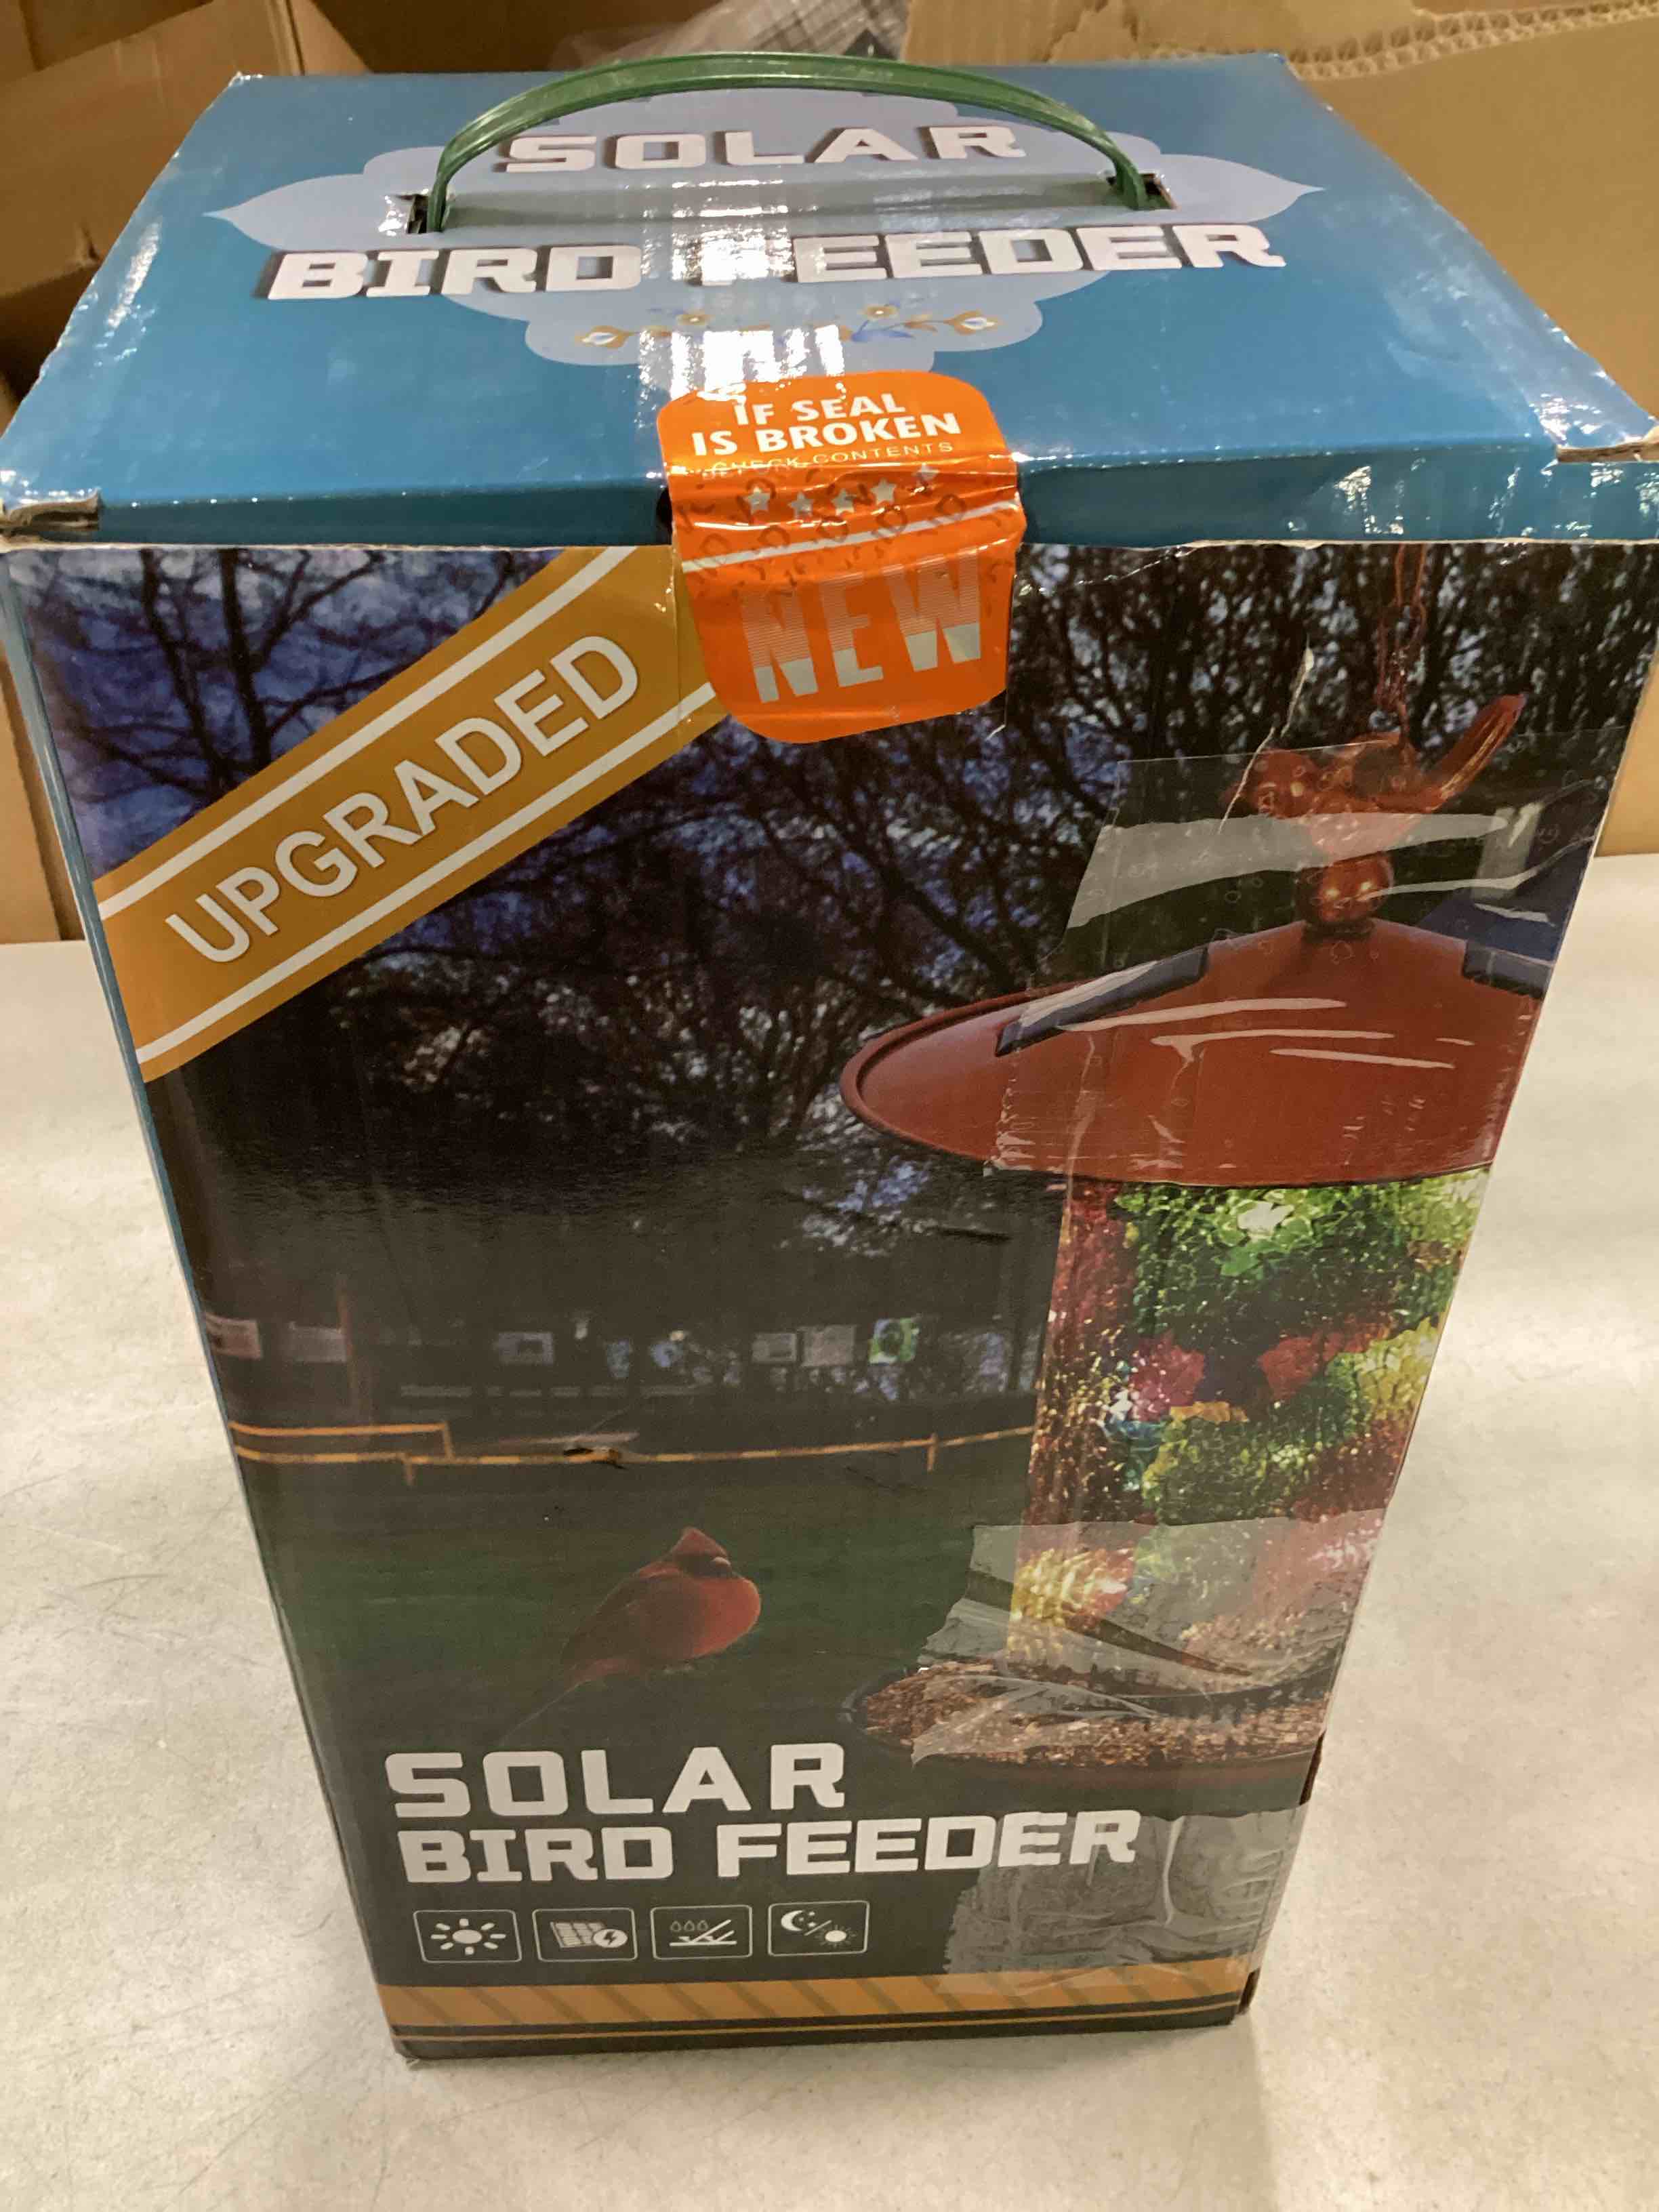 SOLAR
BIRD FEEDER
IF SEAL
IS BROKEN
CHECK CONTENTS
NEW
UPGRADED
SOLAR
BIRD FEEDER